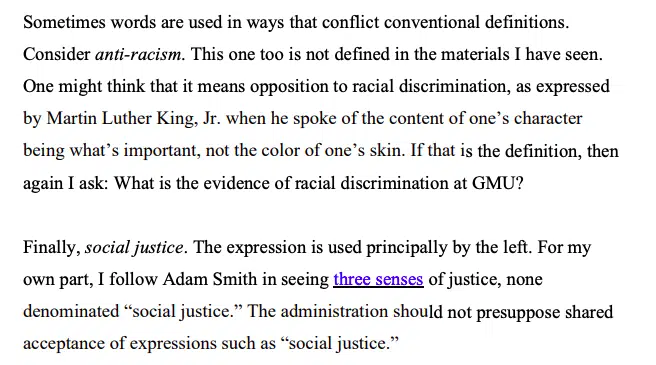 Sometimes words are used in ways that conflict conventional definitions.
Consider anti-racism. This one too is not defined in the materials I have seen.
One might think that it means opposition to racial discrimination, as expressed
by Martin Luther King, Jr. when he spoke of the content of one’s character
being what’s important, not the color of one’s skin. If that is the definition, then
again I ask: What is the evidence of racial discrimination at GMU?
Finally, social justice. The expression is used principally by the left. For my
own part, I follow Adam Smith in seeing three senses of justice, none
denominated “social justice.” The administration should not presuppose shared
acceptance of expressions such as “social justice.”